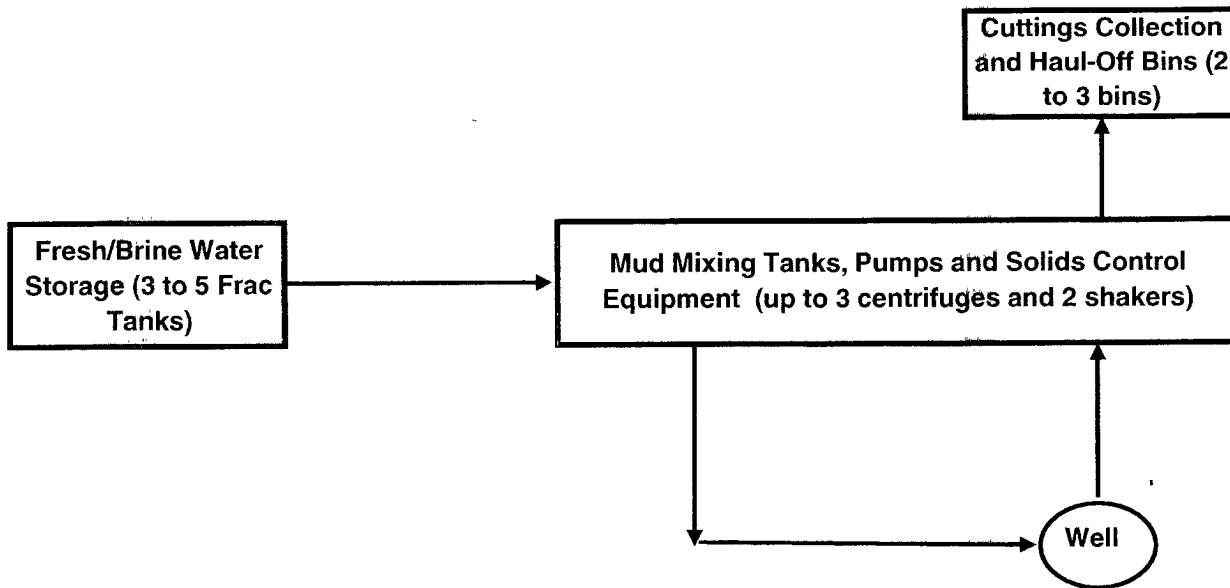 Cuttings Collection
and Haul-Off Bins (2
to 3 bins)
Fresh/Brine Water
Storage (3 to 5 Frac
Tanks)
Mud Mixing Tanks, Pumps and Solids Control
Equipment (up to 3 centrifuges and 2 shakers)
Well